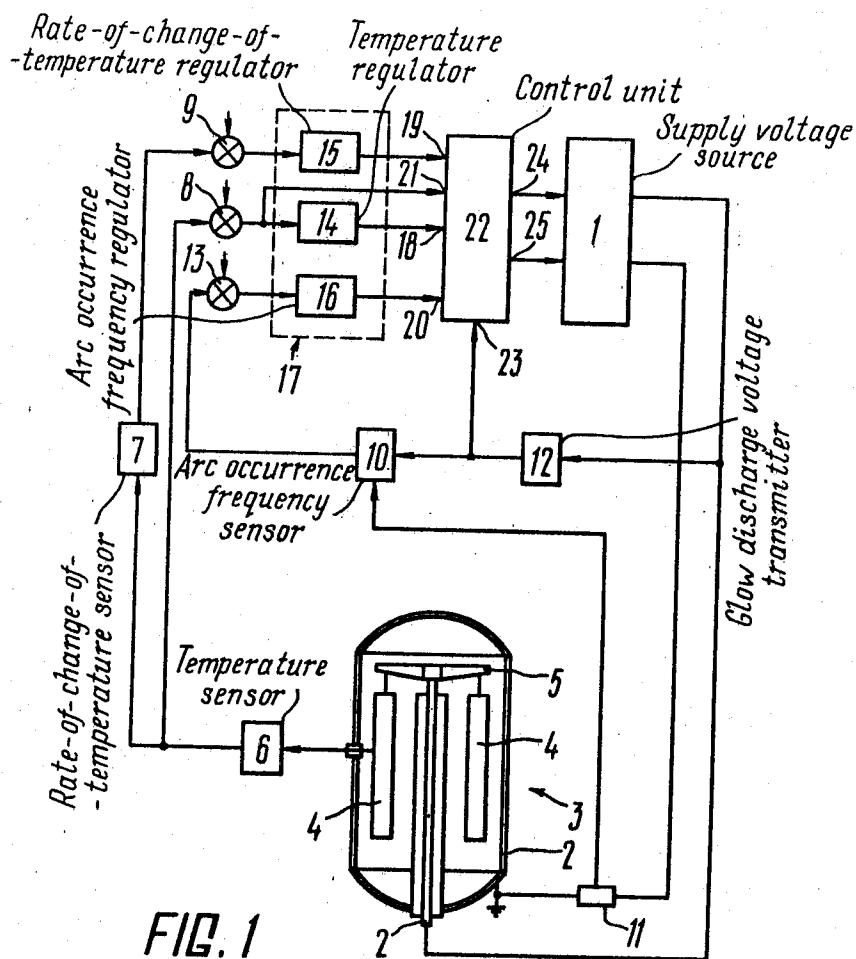 Rate-of-change-of-
-temperature regulator
Temperature
regulator
Control unit
Supply voltage
source
9
15
19
24
8
21
14
18
22
25
1
13
16
20
17
23
Arc occurrence
frequency regulator
7
10
12
Arc occurrence
frequency
sensor
Glow discharge voltage
transmitter
Rate-of-change-of-
-temperature sensor
Temperature
sensor
6
5
4
4
3
2
2
11
FIG. 1